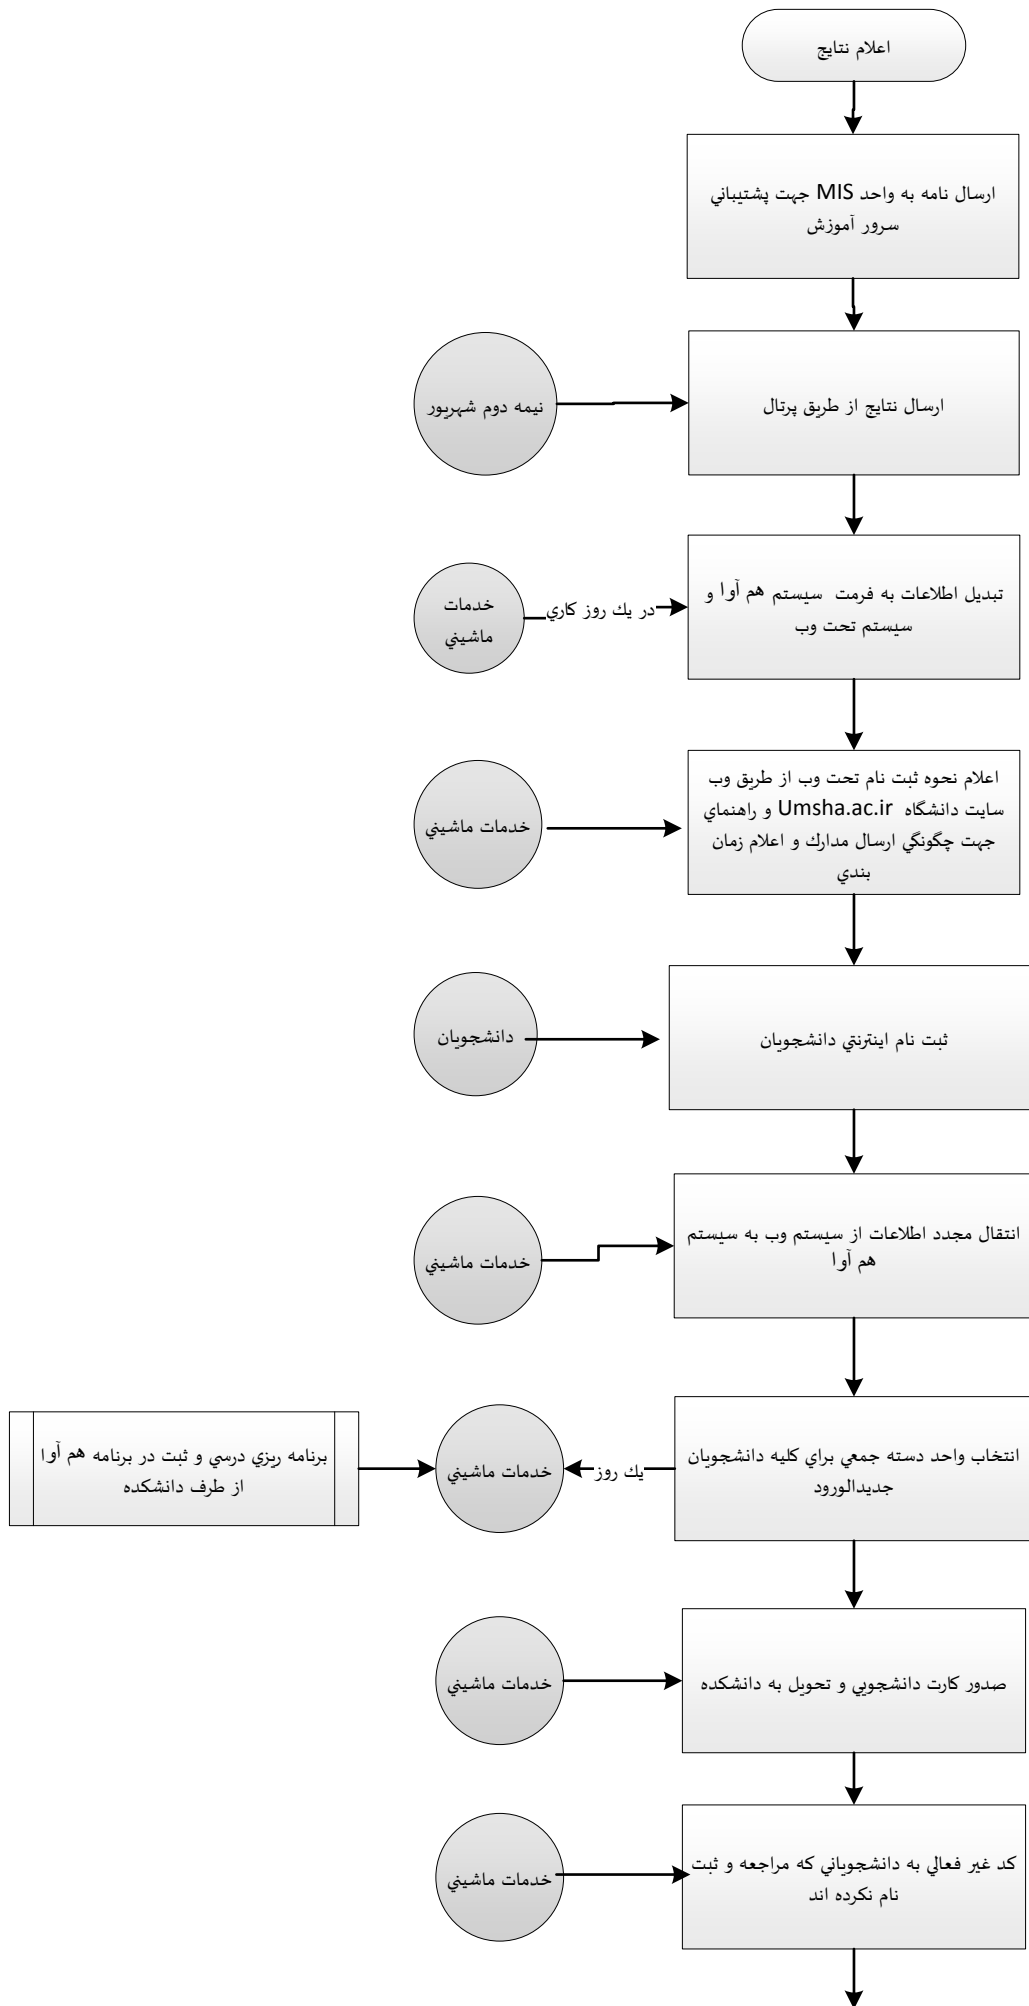 اعلام نتايج
ارسال نامه به واحد MIS جهت پشتيباني
سرور آموزش
ارسال نتايج از طريق پرتال
نيمه دوم شهريور
تبديل اطلاعات به فرمت سيستم هم آوا و
سيستم تحت وب
در يك روز كاري
خدمات
ماشيني
اعلام نحوه ثبت نام تحت وب از طريق وب
سايت دانشگاه Umsha.ac.ir و راهنماي
جهت چگونگي ارسال مدارك و اعلام زمان
بندي
خدمات ماشيني
ثبت نام اينترنتي دانشجويان
دانشجويان
انتقال مجدد اطلاعات از سيستم وب به سيستم
هم آوا
خدمات ماشيني
انتخاب واحد دسته جمعي براي كليه دانشجويان
جديدالورود
يك روز
خدمات ماشيني
برنامه ريزي درسي و ثبت در برنامه هم آوا
از طرف دانشكده
صدور كارت دانشجويي و تحويل به دانشكده
خدمات ماشيني
كد غير فعالي به دانشجوياني كه مراجعه و ثبت
نام نكرده اند
خدمات ماشيني